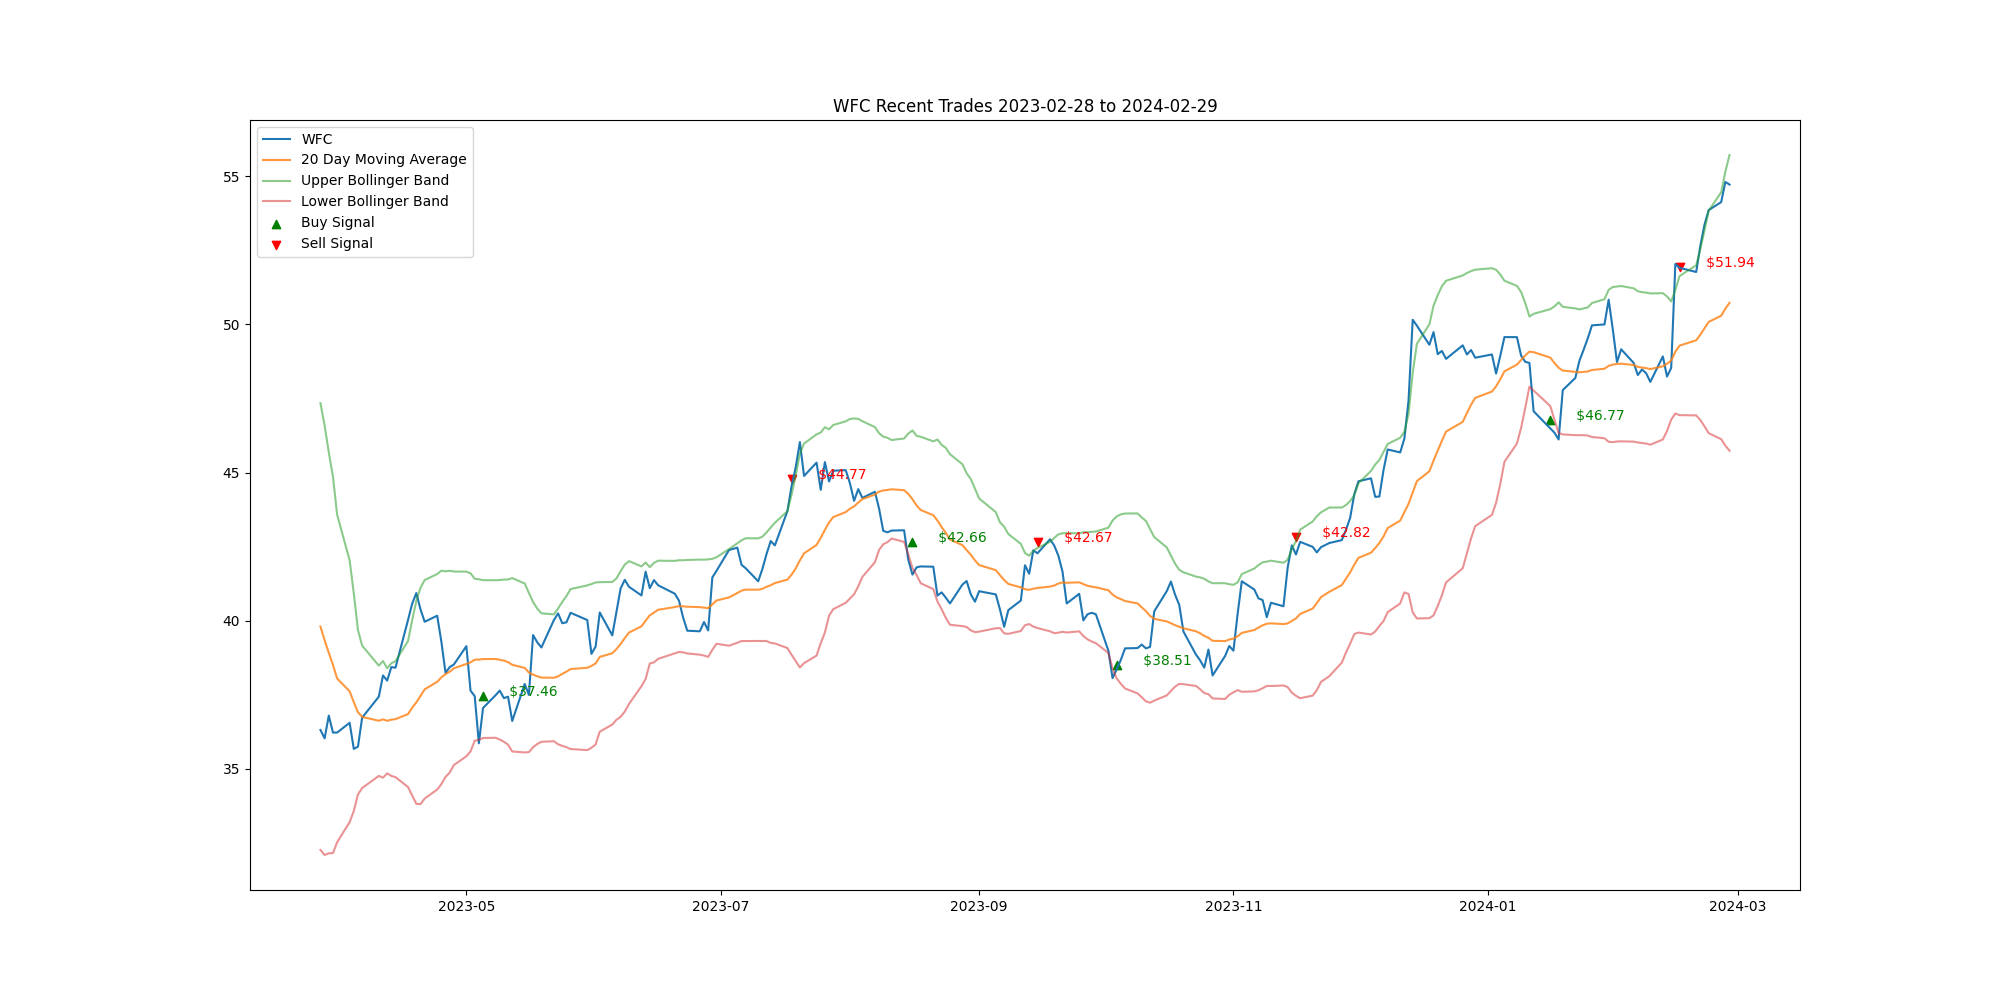 WFC Recent Trades 2023-02-28 to 2024-02-29
WFC
20 Day Moving Average
Upper Bollinger Band
Lower Bollinger Band
Buy Signal
Sell Signal
55
50
45
40
35
$37.46
$44.77
$42.66
$42.67
$38.51
$42.82
$46.77
$51.94
2023-05
2023-07
2023-09
2023-11
2024-01
2024-03